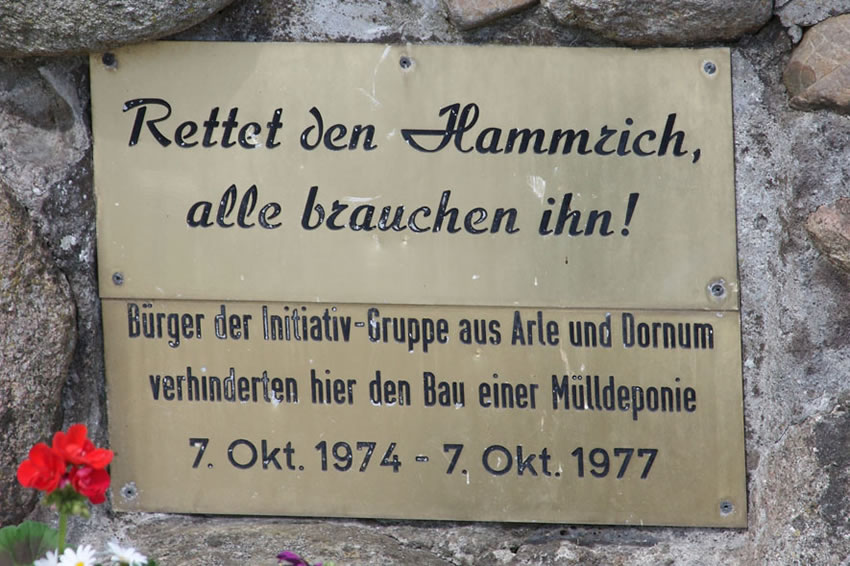 Rettet den Hammrich,
alle brauchen ihn!
Bürger der Initiativ-Gruppe aus Arle und Dornum
verhinderten hier den Bau einer Mülldeponie
7. Okt. 1974 - 7. Okt. 1977